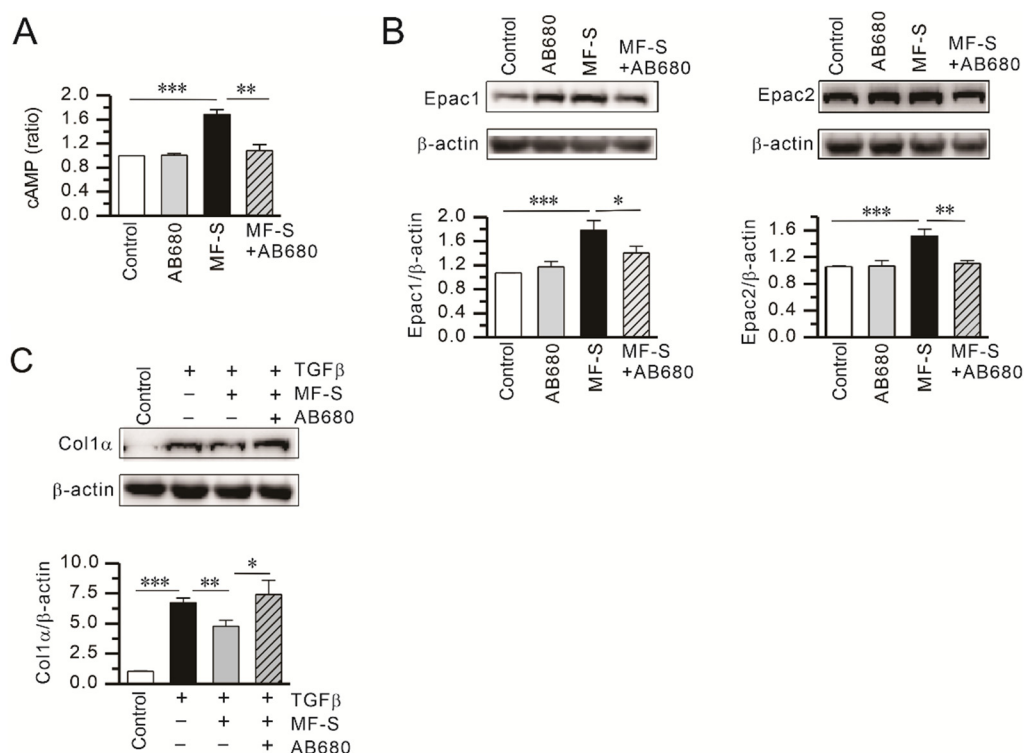 A
cAMP (ratio)
2.0
1.6
1.2
0.8
0.4
0.0
***
**
Control
AB680
MF-S
MF-S
+AB680
B
Control
AB680
MF-S
MF-S
+AB680
Epac1
β-actin
Epac1/β-actin
2.0
1.6
1.2
0.8
0.4
0.0
***
*
Control
AB680
MF-S
MF-S
+AB680
Control
AB680
MF-S
MF-S
+AB680
Epac2
β-actin
Epac2/β-actin
1.6
1.2
0.8
0.4
0.0
***
**
Control
AB680
MF-S
MF-S
+AB680
C
Control
+ + + TGFβ
– + + MF-S
– – + AB680
Col1α
β-actin
Col1α/β-actin
10.0
7.5
5.0
2.5
0.0
***
**
*
Control
+ + + TGFβ
– + + MF-S
– – + AB680